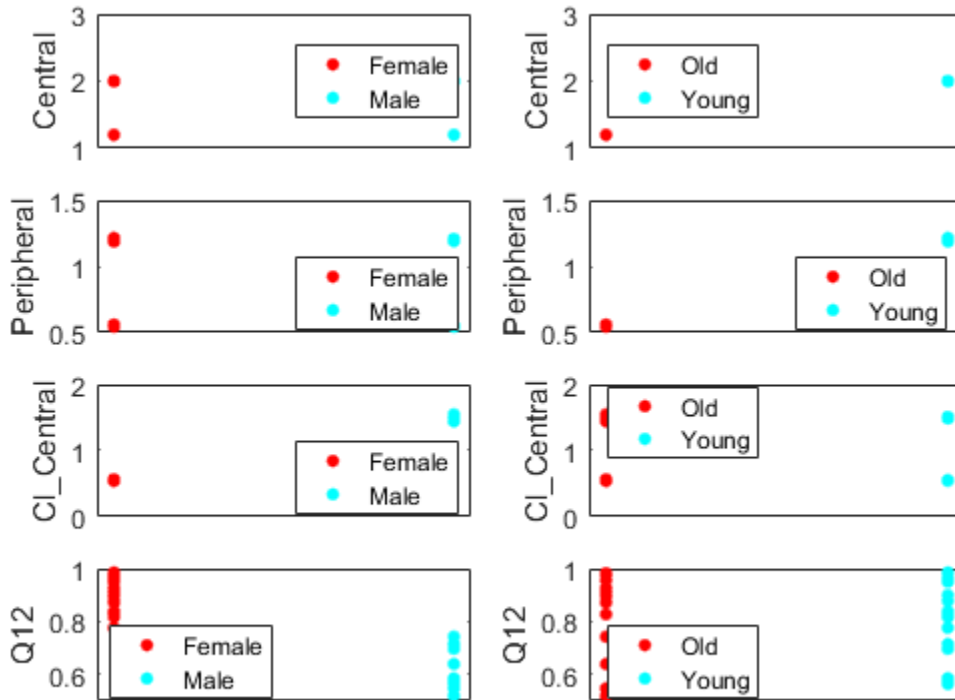 3
2
1
Central
Female
Male
3
2
1
Central
Old
Young
1.5
1
0.5
Peripheral
Female
Male
1.5
1
0.5
Peripheral
Old
Young
2
1
0
Cl_Central
Female
Male
2
1
0
Cl_Central
Old
Young
1
0.8
0.6
Q12
Female
Male
1
0.8
0.6
Q12
Old
Young